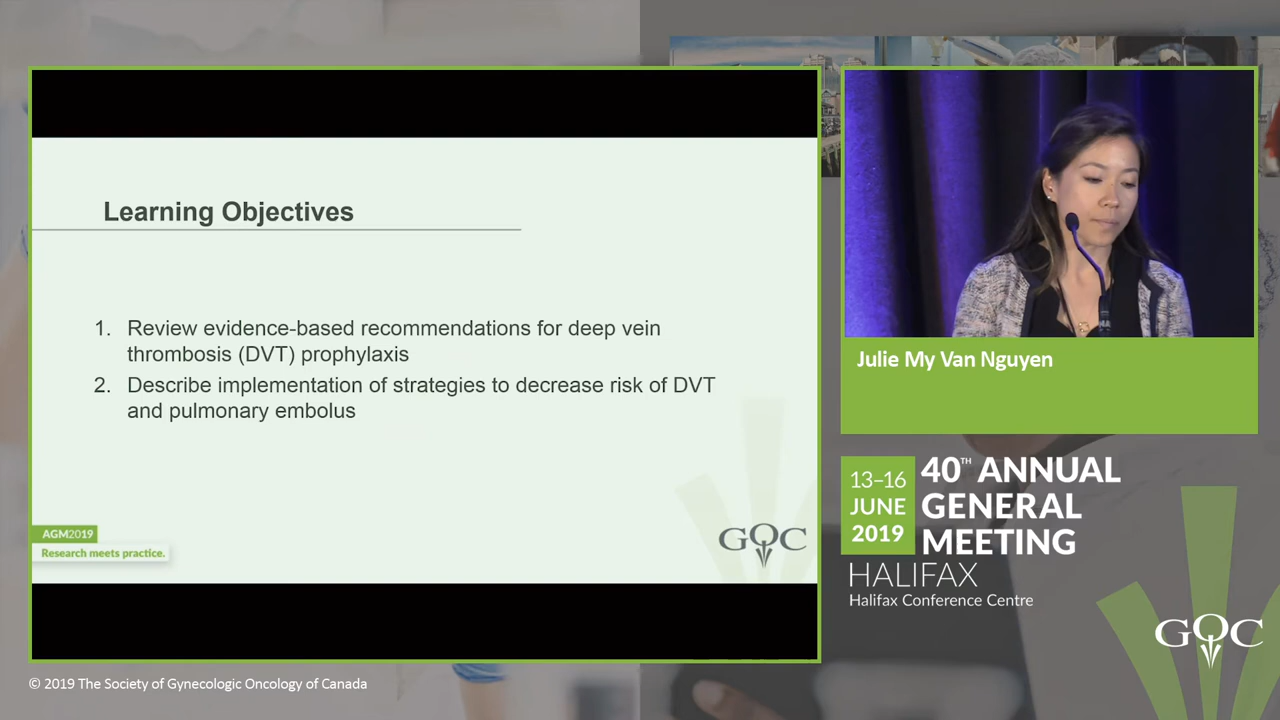 Learning Objectives
1. Review evidence-based recommendations for deep vein
thrombosis (DVT) prophylaxis
2. Describe implementation of strategies to decrease risk of DVT
and pulmonary embolus
AGM2019
Research meets practice.
GOC
Julie My Van Nguyen
13–16
JUNE
2019
40TH ANNUAL
GENERAL
MEETING
HALIFAX
Halifax Conference Centre
GOC
© 2019 The Society of Gynecologic Oncology of Canada